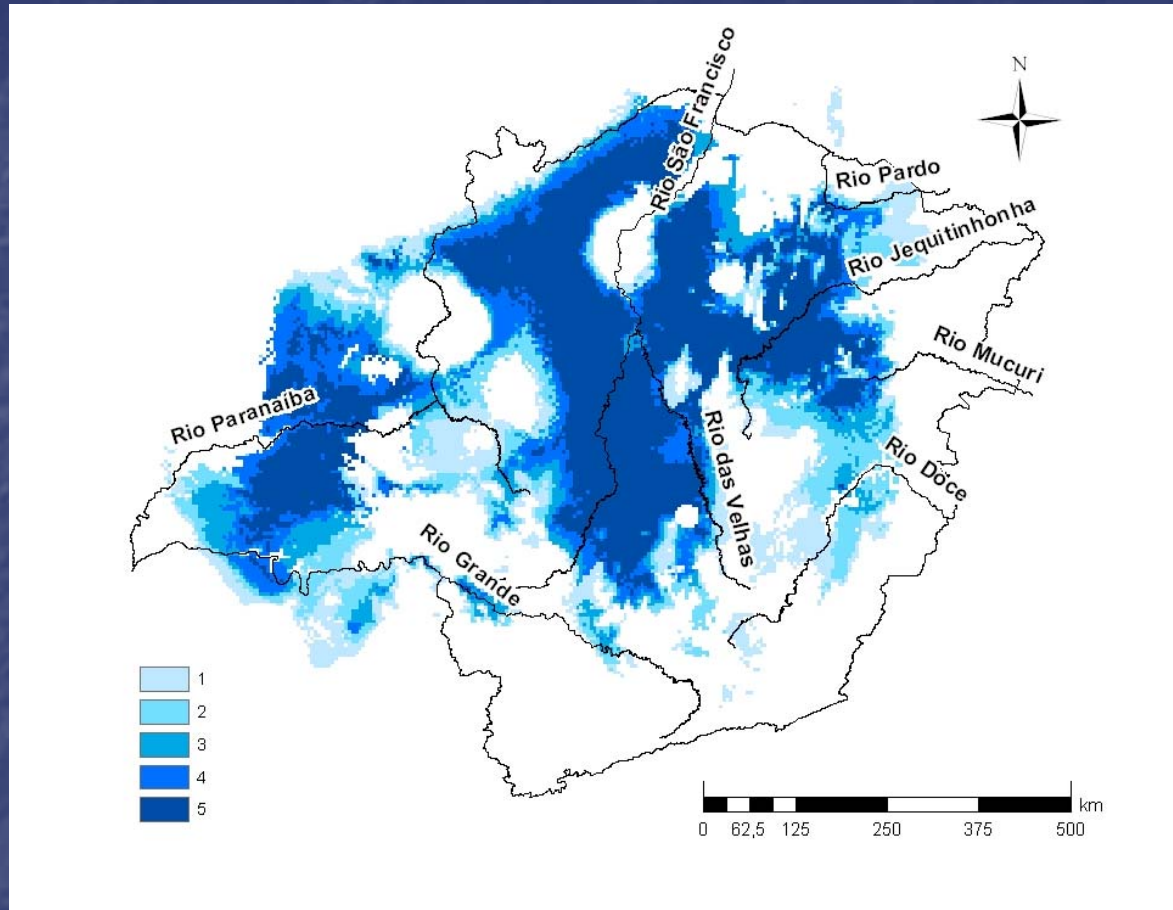 N
Rio São Francisco
Rio Pardo
Rio Jequitinhonha
Rio Mucuri
Rio Paranaíba
Rio das Velhas
Rio Döce
Rio Grande
1
2
3
4
5
km
0 62,5 125 250 375 500